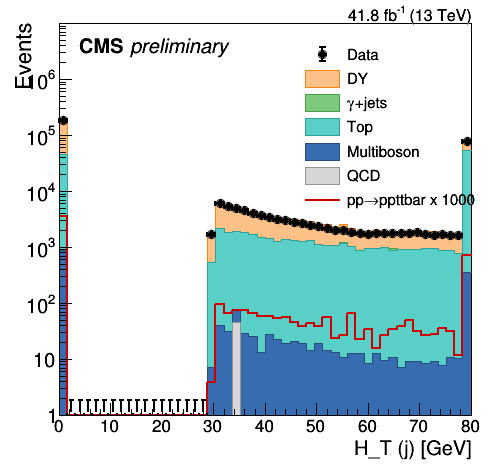 41.8 fb⁻¹ (13 TeV)
Events
CMS preliminary
Data
DY
γ+jets
Top
Multiboson
QCD
pp→ppttbar x 1000
10⁶
10⁵
10⁴
10³
10²
10
1
0 10 20 30 40 50 60 70 80
H_T (j) [GeV]